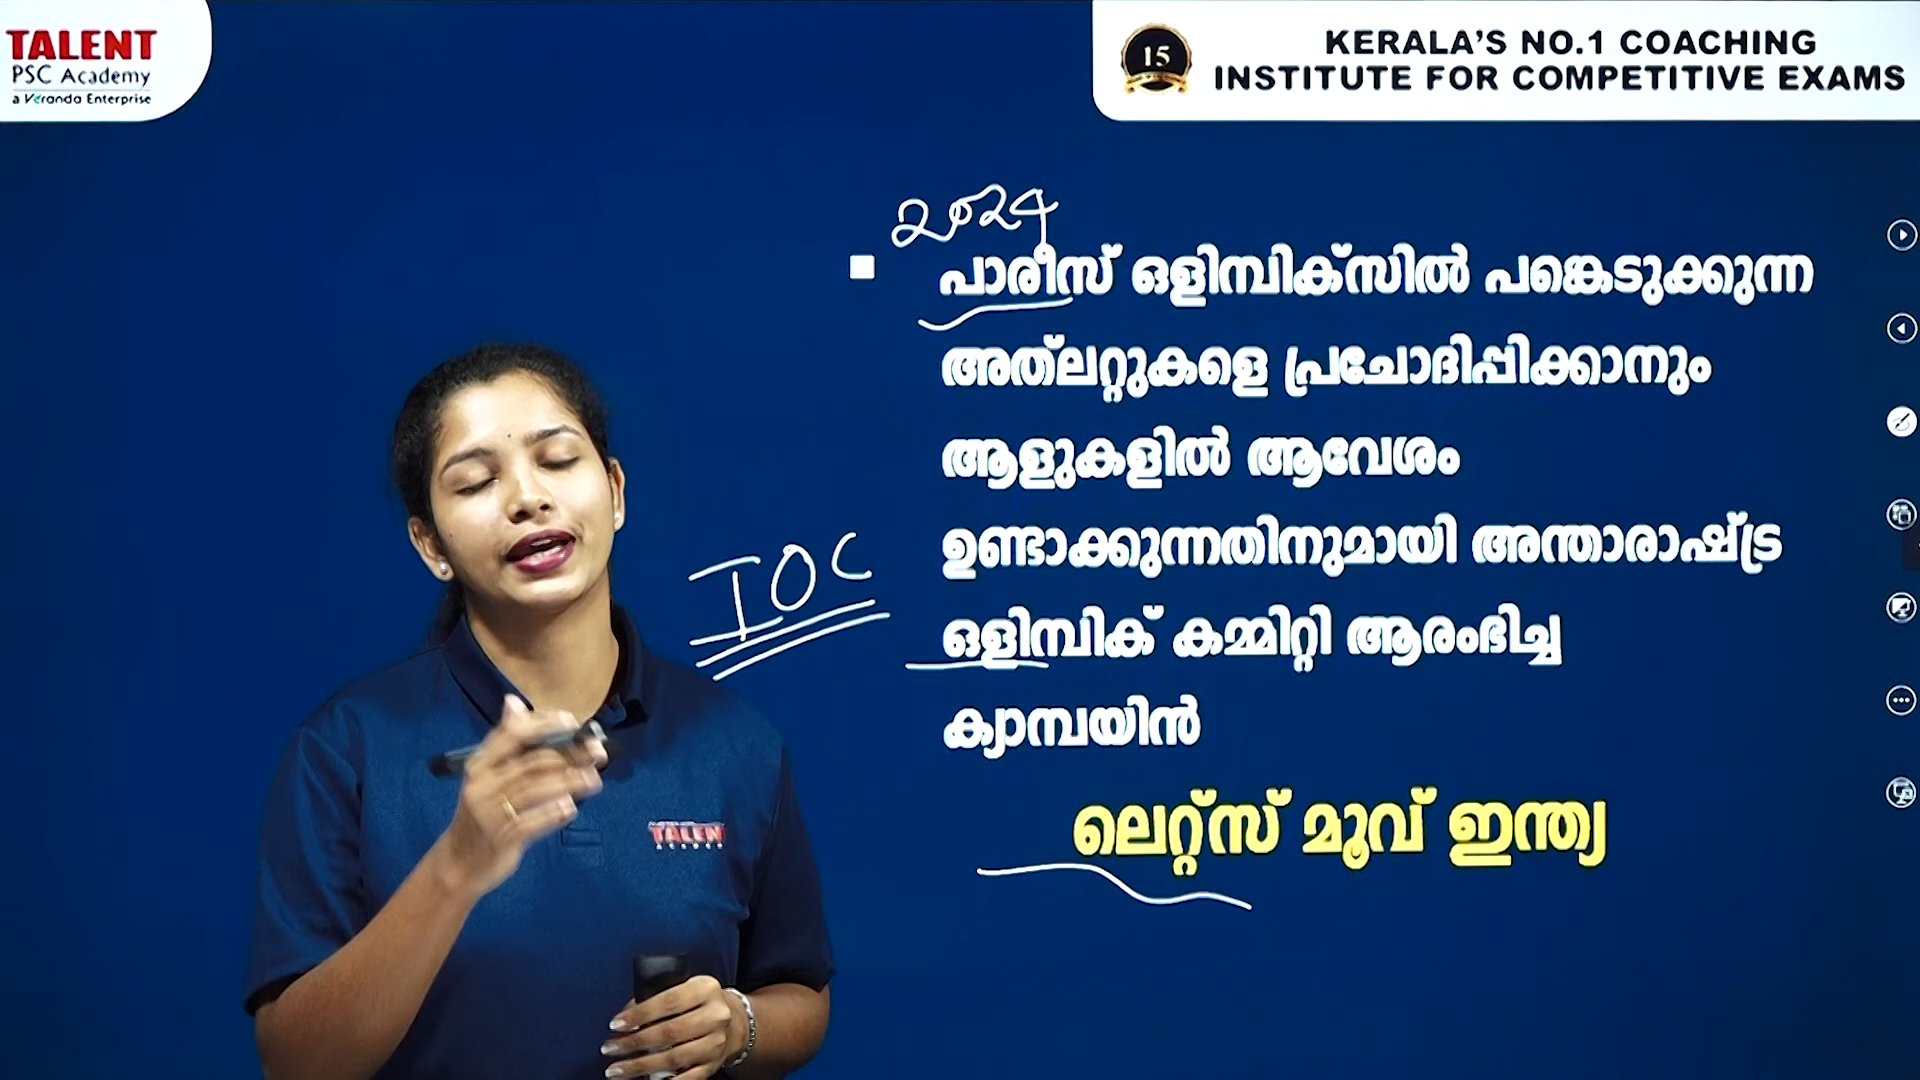 TALENT
PSC Academy
a Veranda Enterprise
15
KERALA'S NO.1 COACHING
INSTITUTE FOR COMPETITIVE EXAMS
2024
■ പാരീസ് ഒളിമ്പിക്സിൽ പങ്കെടുക്കുന്ന
അത്‌ലറ്റുകളെ പ്രചോദിപ്പിക്കാനും
ആളുകളിൽ ആവേശം
ഉണ്ടാക്കുന്നതിനുമായി അന്താരാഷ്ട്ര
IOC
ഒളിമ്പിക് കമ്മിറ്റി ആരംഭിച്ച
ക്യാമ്പയിൻ
ലെറ്റ്സ് മൂവ് ഇന്ത്യ
TALENT